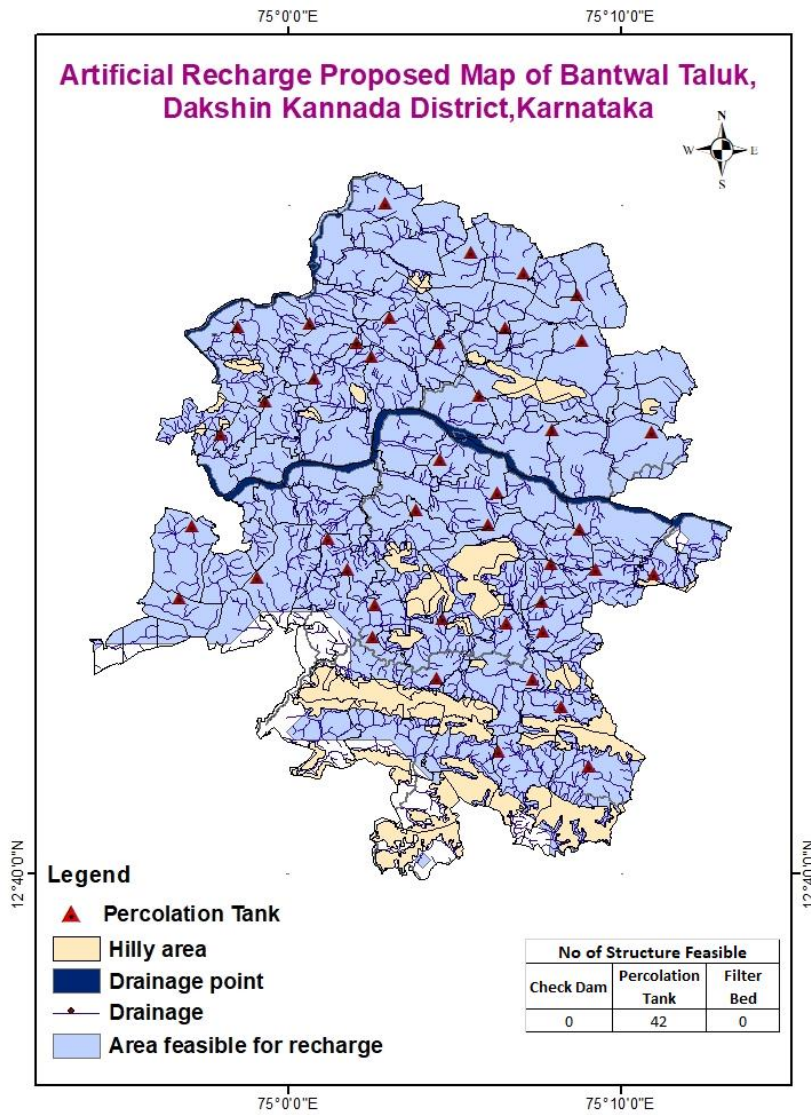 75°0'0"E 75°10'0"E
Artificial Recharge Proposed Map of Bantwal Taluk,
Dakshin Kannada District,Karnataka
N
W E
S
12°40'0"N 12°40'0"N
Legend
Percolation Tank
Hilly area
Drainage point
Drainage
Area feasible for recharge
No of Structure Feasible
Check Dam Percolation Tank Filter Bed
0 42 0
75°0'0"E 75°10'0"E